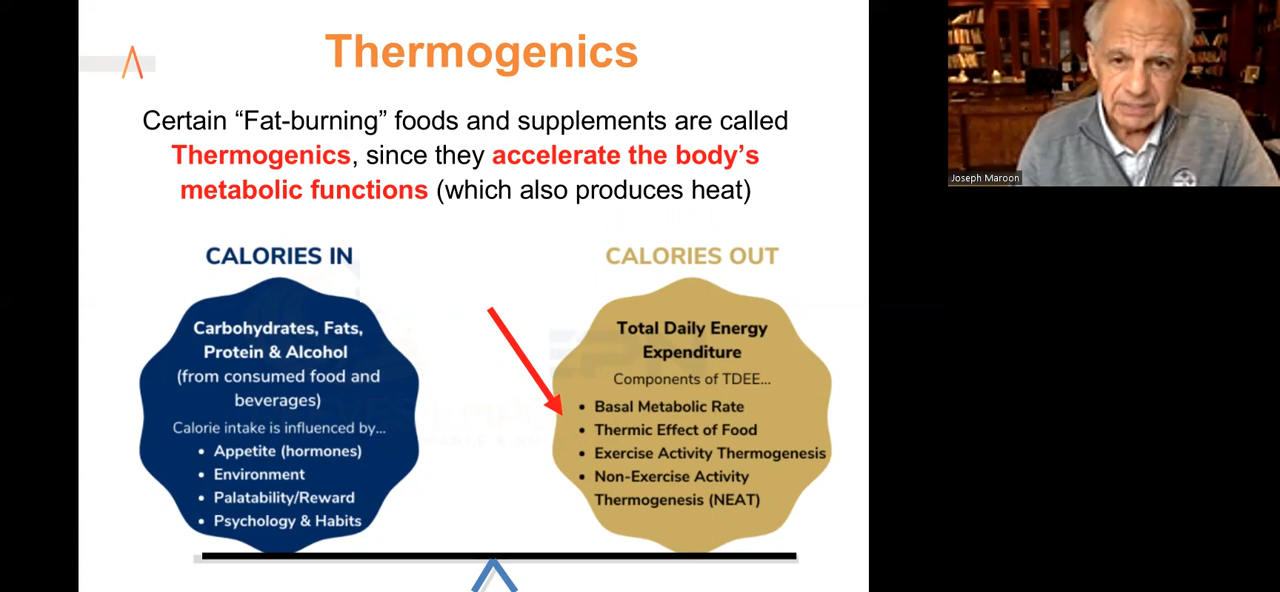 Thermogenics
Certain “Fat-burning” foods and supplements are called
Thermogenics, since they accelerate the body’s
metabolic functions (which also produces heat)
CALORIES IN
Carbohydrates, Fats,
Protein & Alcohol
(from consumed food and
beverages)
Calorie intake is influenced by...
• Appetite (hormones)
• Environment
• Palatability/Reward
• Psychology & Habits
CALORIES OUT
Total Daily Energy
Expenditure
Components of TDEE...
• Basal Metabolic Rate
• Thermic Effect of Food
• Exercise Activity Thermogenesis
• Non-Exercise Activity
Thermogenesis (NEAT)
Joseph Maroon